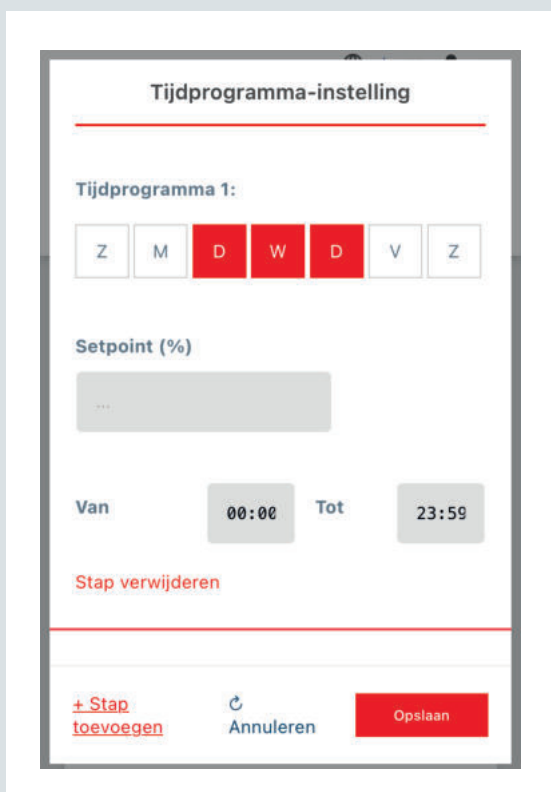 Tijdprogramma-instelling
Tijdprogramma 1:
Z M D W D V Z
Setpoint (%)
...
Van 00:00 Tot 23:59
Stap verwijderen
+ Stap toevoegen
Annuleren
Opslaan